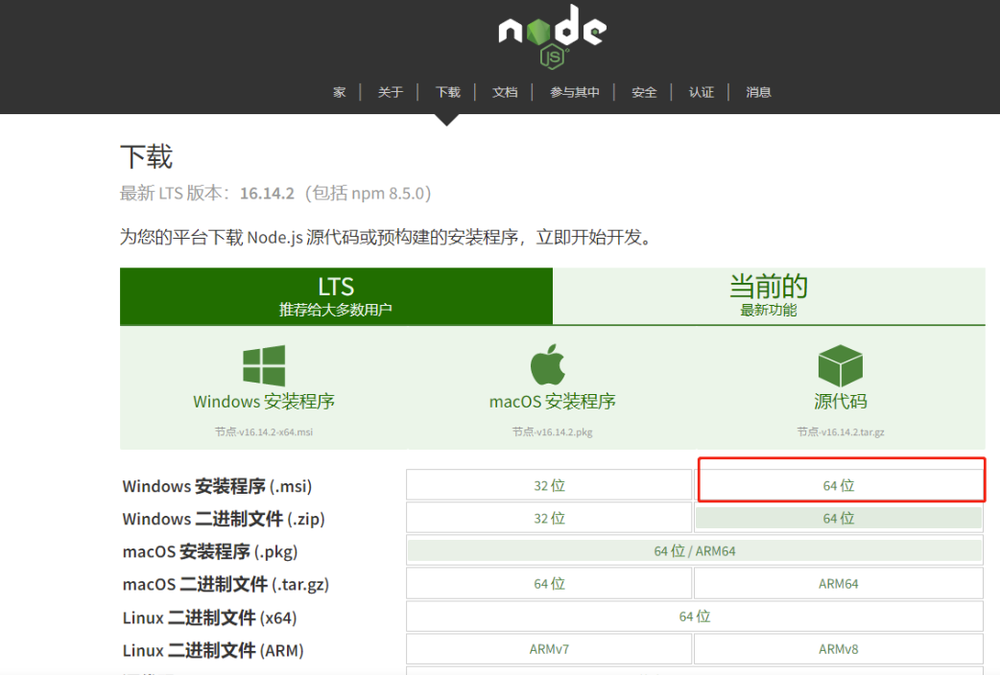 node
JS
家 关于 下载 文档 参与其中 安全 认证 消息
下载
最新 LTS 版本：16.14.2（包括 npm 8.5.0）
为您的平台下载 Node.js 源代码或预构建的安装程序，立即开始开发。
LTS 当前的
推荐给大多数用户 最新功能
Windows 安装程序 macOS 安装程序 源代码
节点-v16.14.2-x64.msi 节点-v16.14.2.pkg 节点-v16.14.2.tar.gz
Windows 安装程序 (.msi) 32 位 64 位
Windows 二进制文件 (.zip) 32 位 64 位
macOS 安装程序 (.pkg) 64 位 / ARM64
macOS 二进制文件 (.tar.gz) 64 位 ARM64
Linux 二进制文件 (x64) 64 位
Linux 二进制文件 (ARM) ARMv7 ARMv8